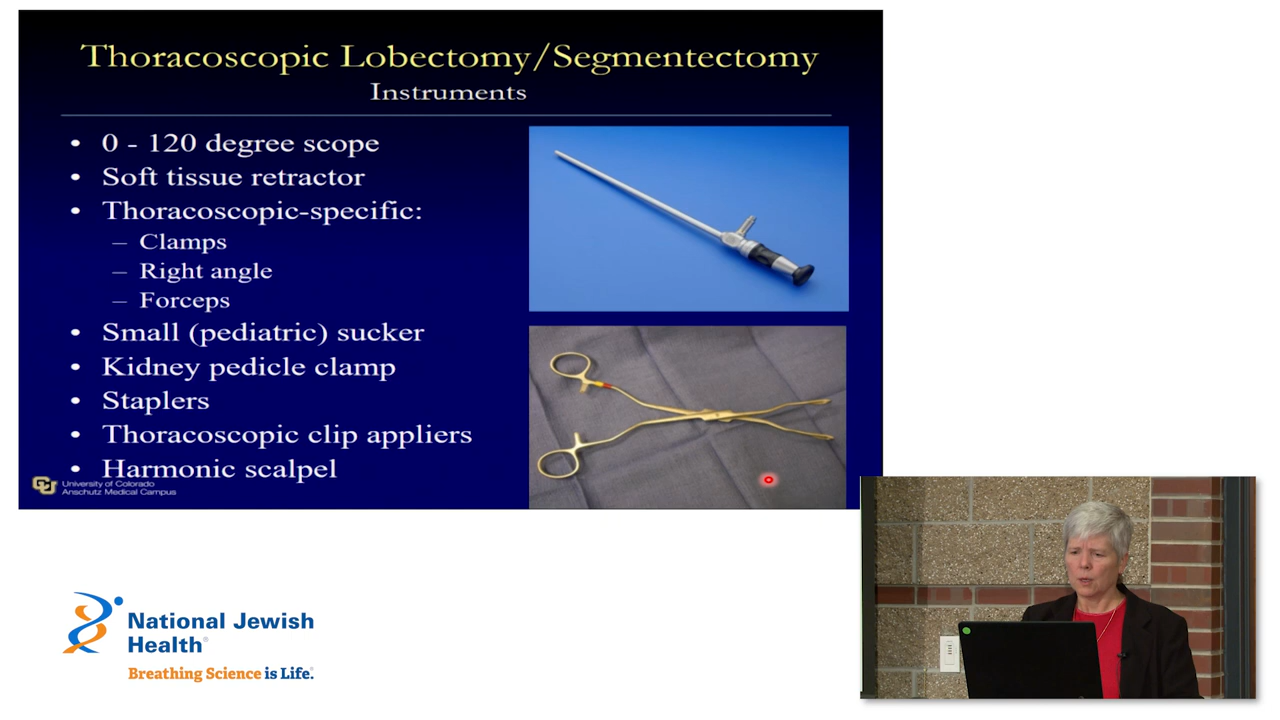 Thoracoscopic Lobectomy/Segmentectomy
Instruments
• 0 - 120 degree scope
• Soft tissue retractor
• Thoracoscopic-specific:
– Clamps
– Right angle
– Forceps
• Small (pediatric) sucker
• Kidney pedicle clamp
• Staplers
• Thoracoscopic clip appliers
• Harmonic scalpel
CU
University of Colorado
Anschutz Medical Campus
National Jewish
Health®
Breathing Science is Life.®